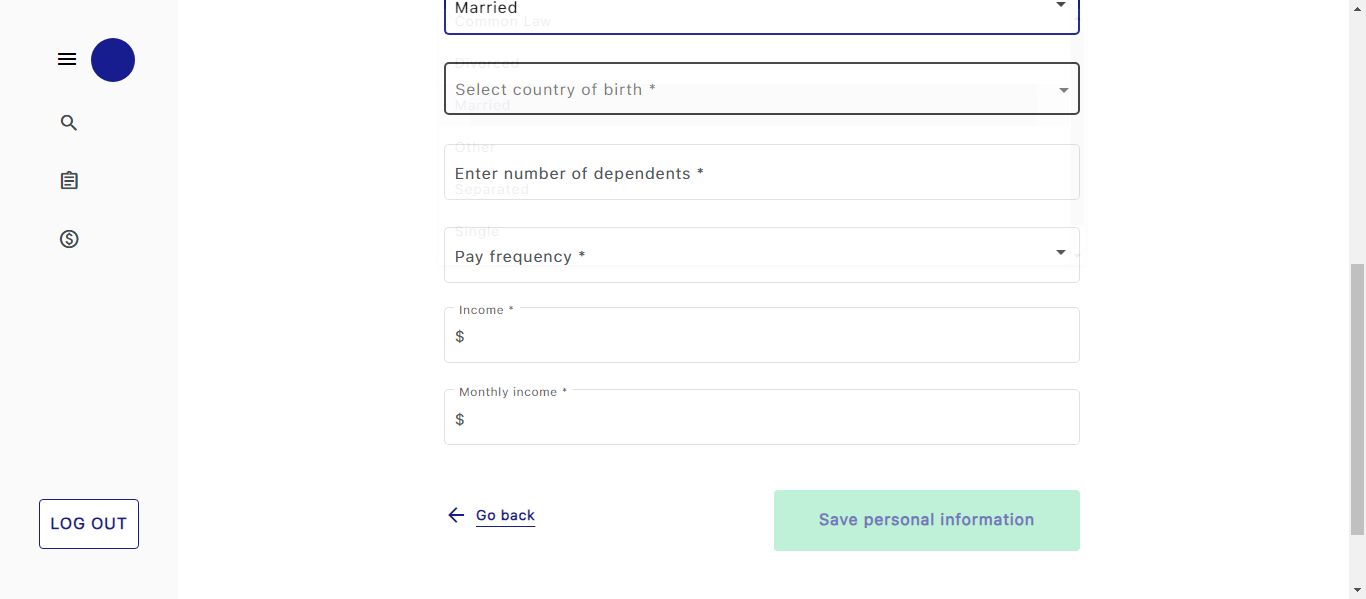 Married
Common Law
Divorced
Select country of birth *
Married
Other
Enter number of dependents *
Separated
Single
Pay frequency *
Income *
$
Monthly income *
$
Go back
Save personal information
LOG OUT